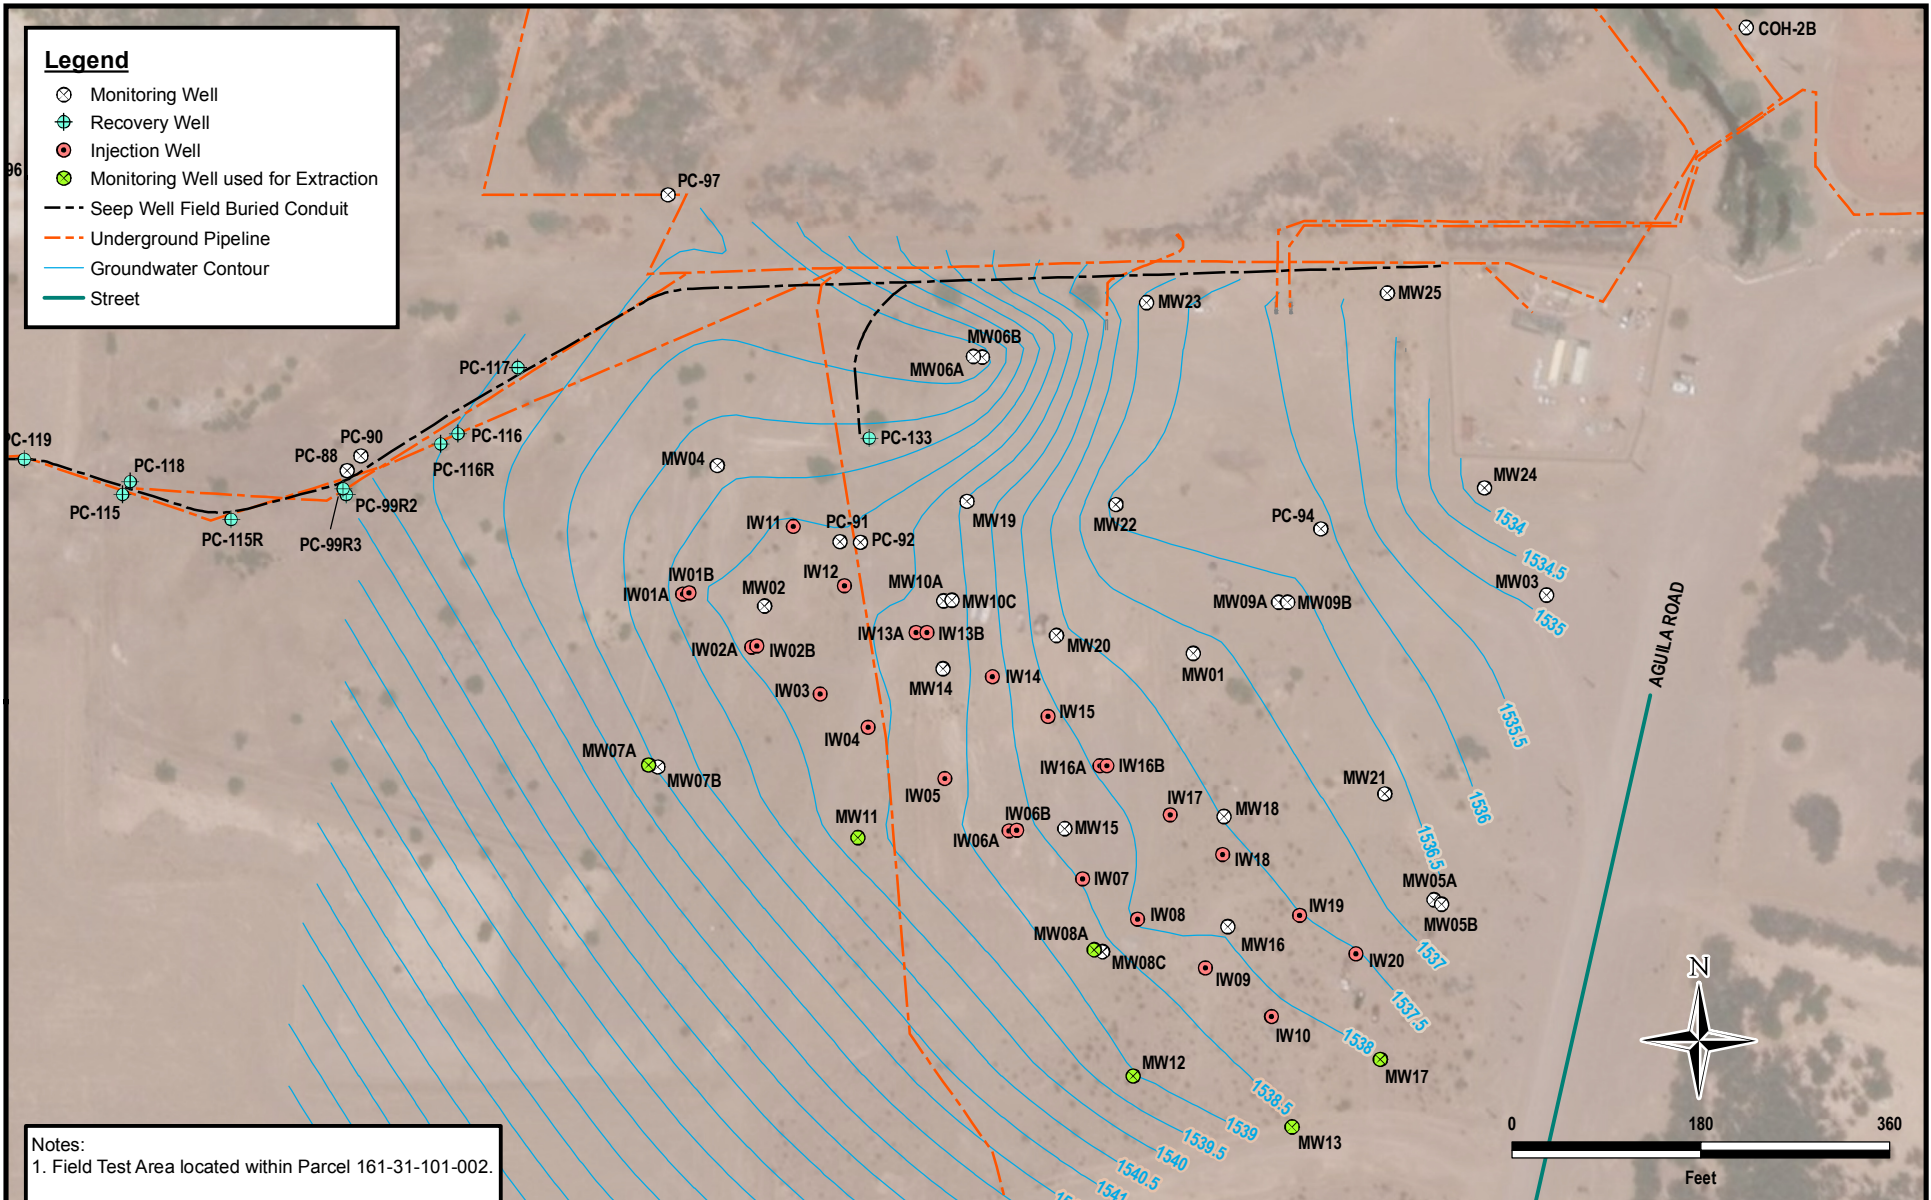 Legend
Monitoring Well
Recovery Well
Injection Well
Monitoring Well used for Extraction
Seep Well Field Buried Conduit
Underground Pipeline
Groundwater Contour
Street
COH-2B
PC-97
MW25
MW23
MW06B
MW06A
PC-117
PC-90
PC-116
PC-133
PC-88
PC-116R
MW04
PC-118
MW24
PC-99R2
PC-115
MW19
MW22
PC-94
1534
PC-115R
PC-99R3
IW11
PC-91
PC-92
1534.5
IW01B
IW12
MW10A
MW03
IW01A
MW02
MW10C
MW09A
MW09B
1535
AGUILA ROAD
IW13A
IW13B
MW20
IW02A
IW02B
MW01
MW14
IW14
IW03
IW15
1535.5
IW04
MW07A
MW07B
IW16A
IW16B
MW21
IW05
1536
MW11
IW06B
IW17
MW18
IW06A
MW15
1536.5
IW18
IW07
MW05A
IW08
IW19
MW05B
MW16
MW08A
MW08C
1537
IW20
IW09
1537.5
IW10
1538
MW12
MW17
1538.5
1539
MW13
1539.5
1540
1540.5
1541
N
0 180 360
Feet
Notes:
1. Field Test Area located within Parcel 161-31-101-002.